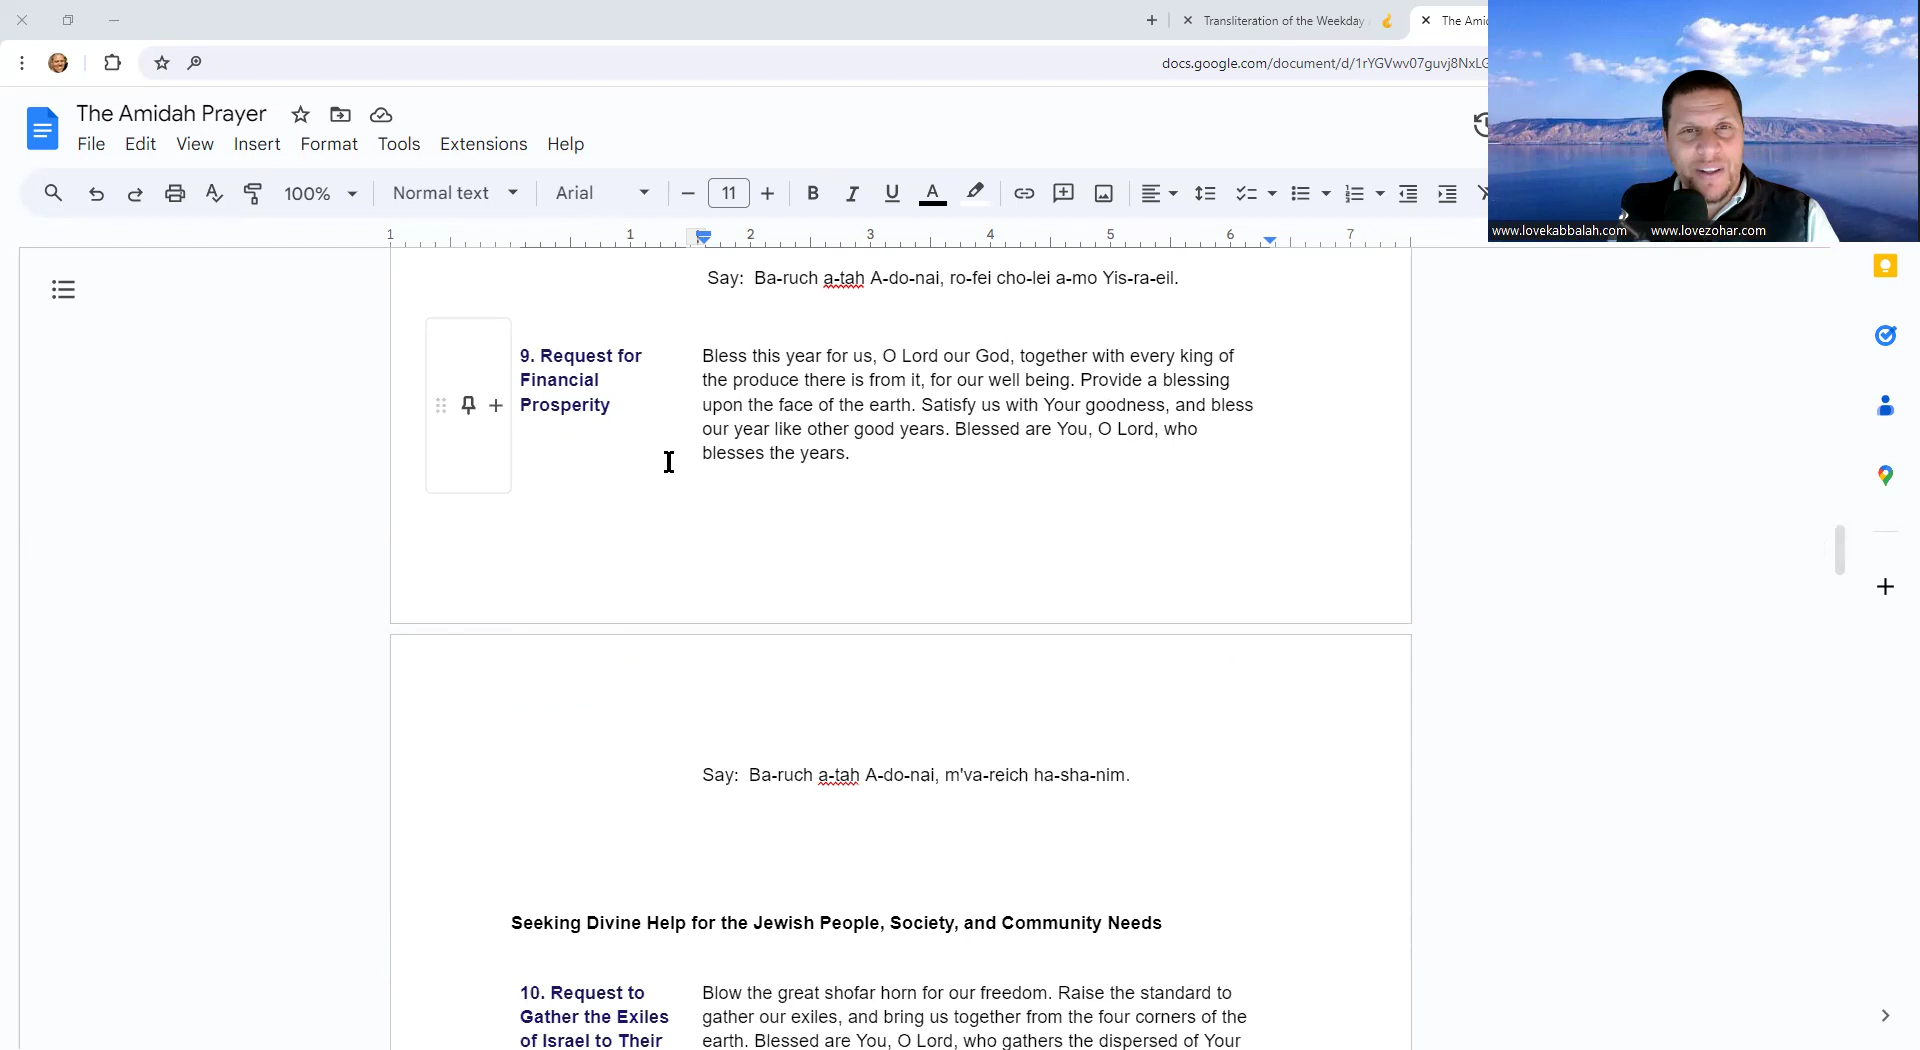 Transliteration of the Weekday
The Ami
docs.google.com/document/d/1rYGVwv07guvj8NxLG
The Amidah Prayer
File Edit View Insert Format Tools Extensions Help
100% Normal text Arial 11 B I U A
1 1 2 3 4 5 6 7
www.lovekabbalah.com www.lovezohar.com
Say: Ba-ruch a-tah A-do-nai, ro-fei cho-lei a-mo Yis-ra-eil.
9. Request for
Financial
Prosperity
Bless this year for us, O Lord our God, together with every king of
the produce there is from it, for our well being. Provide a blessing
upon the face of the earth. Satisfy us with Your goodness, and bless
our year like other good years. Blessed are You, O Lord, who
blesses the years.
Say: Ba-ruch a-tah A-do-nai, m'va-reich ha-sha-nim.
Seeking Divine Help for the Jewish People, Society, and Community Needs
10. Request to
Gather the Exiles
of Israel to Their
Blow the great shofar horn for our freedom. Raise the standard to
gather our exiles, and bring us together from the four corners of the
earth. Blessed are You, O Lord, who gathers the dispersed of Your